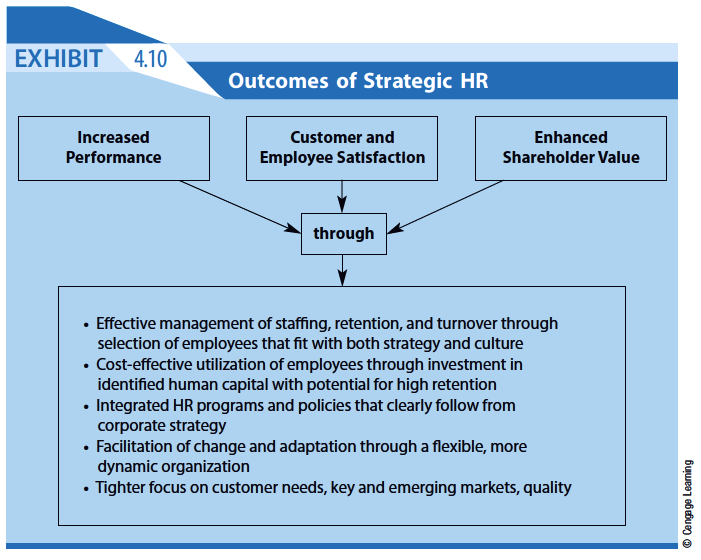 EXHIBIT 4.10
Outcomes of Strategic HR
Increased
Performance
Customer and
Employee Satisfaction
Enhanced
Shareholder Value
through
• Effective management of staffing, retention, and turnover through
selection of employees that fit with both strategy and culture
• Cost-effective utilization of employees through investment in
identified human capital with potential for high retention
• Integrated HR programs and policies that clearly follow from
corporate strategy
• Facilitation of change and adaptation through a flexible, more
dynamic organization
• Tighter focus on customer needs, key and emerging markets, quality
© Cengage Learning